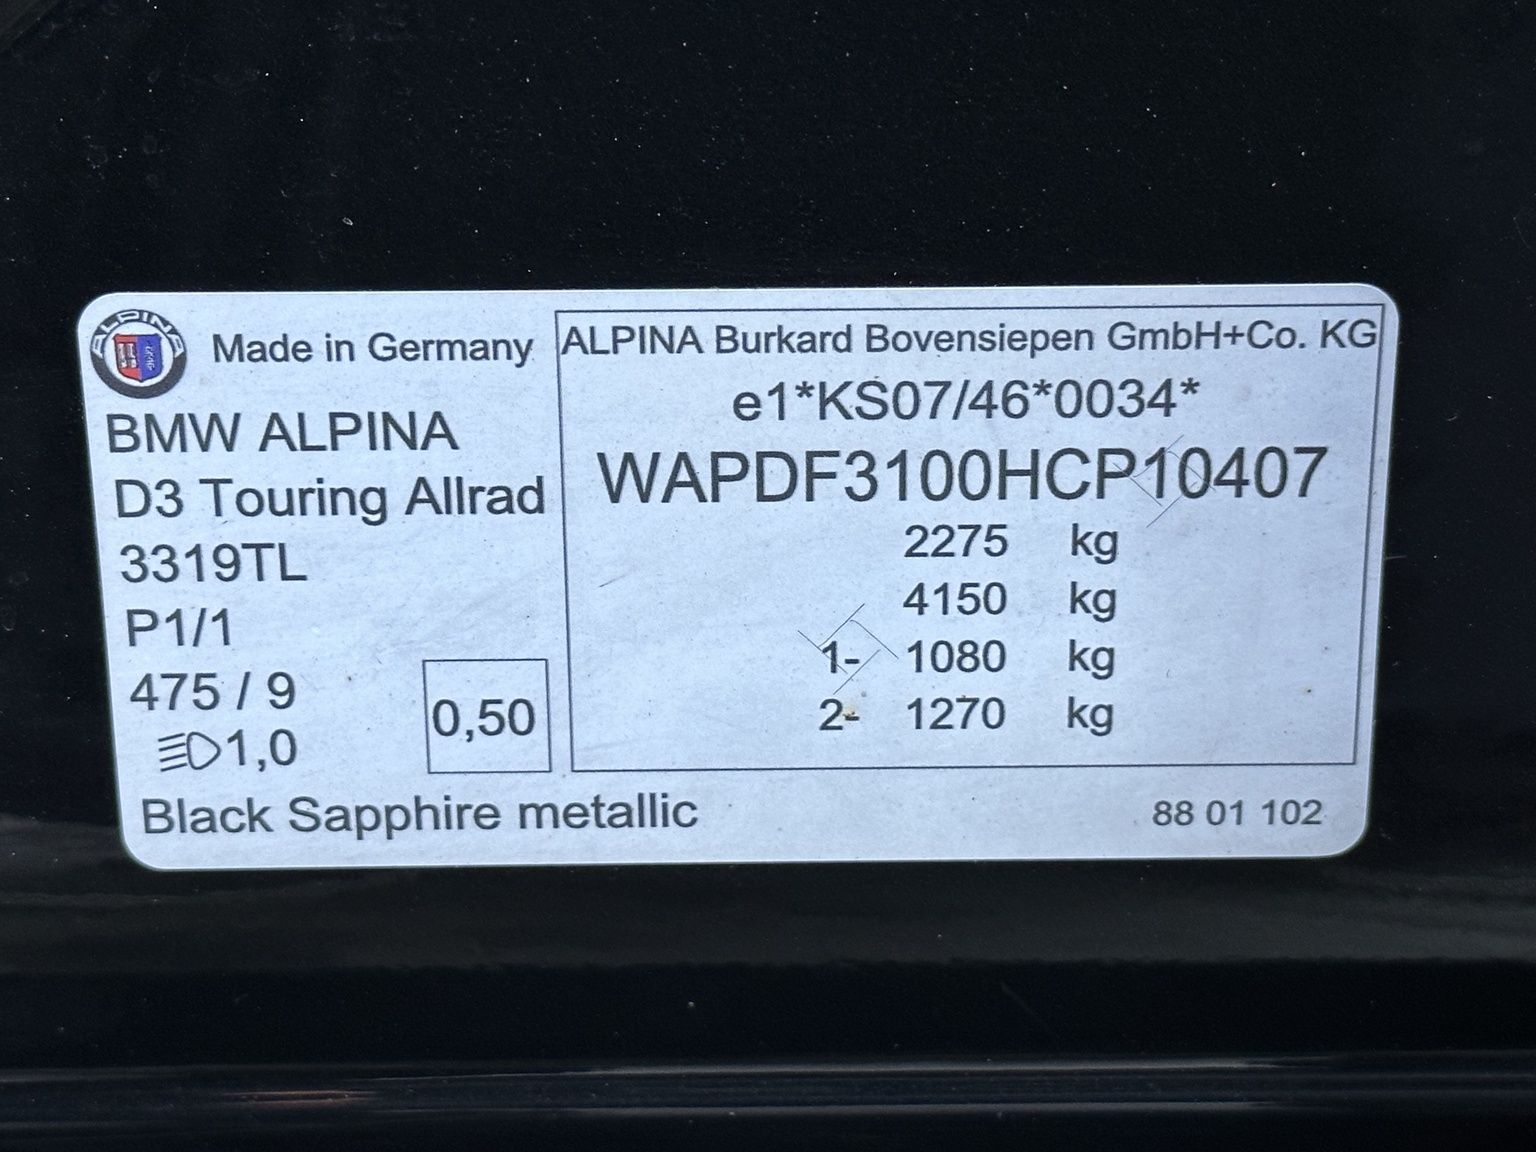 ALPINA
Made in Germany
BMW ALPINA
D3 Touring Allrad
3319TL
P1/1
475 / 9
1,0
0,50
Black Sapphire metallic
ALPINA Burkard Bovensiepen GmbH+Co. KG
e1*KS07/46*0034*
WAPDF3100HCP10407
2275 kg
4150 kg
1- 1080 kg
2- 1270 kg
88 01 102